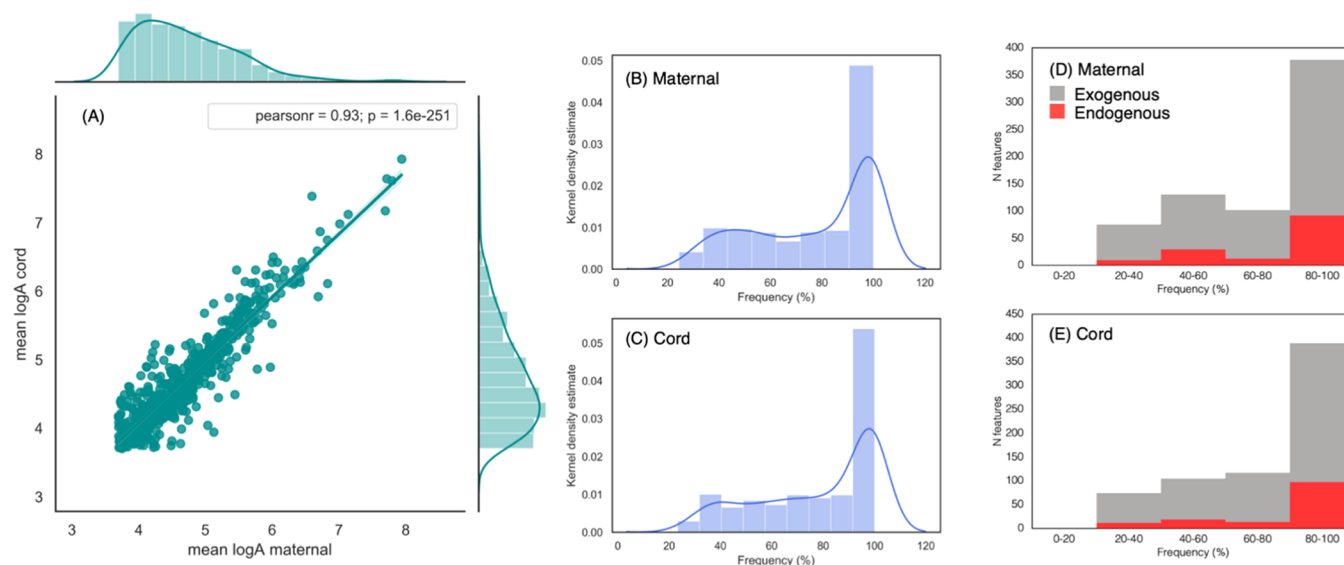 (A)
pearsonr = 0.93; p = 1.6e-251
8
7
6
5
4
3
mean logA cord
3 4 5 6 7 8
mean logA maternal
(B) Maternal
0.05
0.04
0.03
0.02
0.01
0.00
Kernel density estimate
0 20 40 60 80 100 120
Frequency (%)
(C) Cord
0.05
0.04
0.03
0.02
0.01
0.00
Kernel density estimate
0 20 40 60 80 100 120
Frequency (%)
(D) Maternal
Exogenous
Endogenous
400
350
300
250
200
150
100
50
0
N features
0-20 20-40 40-60 60-80 80-100
Frequency (%)
(E) Cord
450
400
350
300
250
200
150
100
50
0
N features
0-20 20-40 40-60 60-80 80-100
Frequency (%)